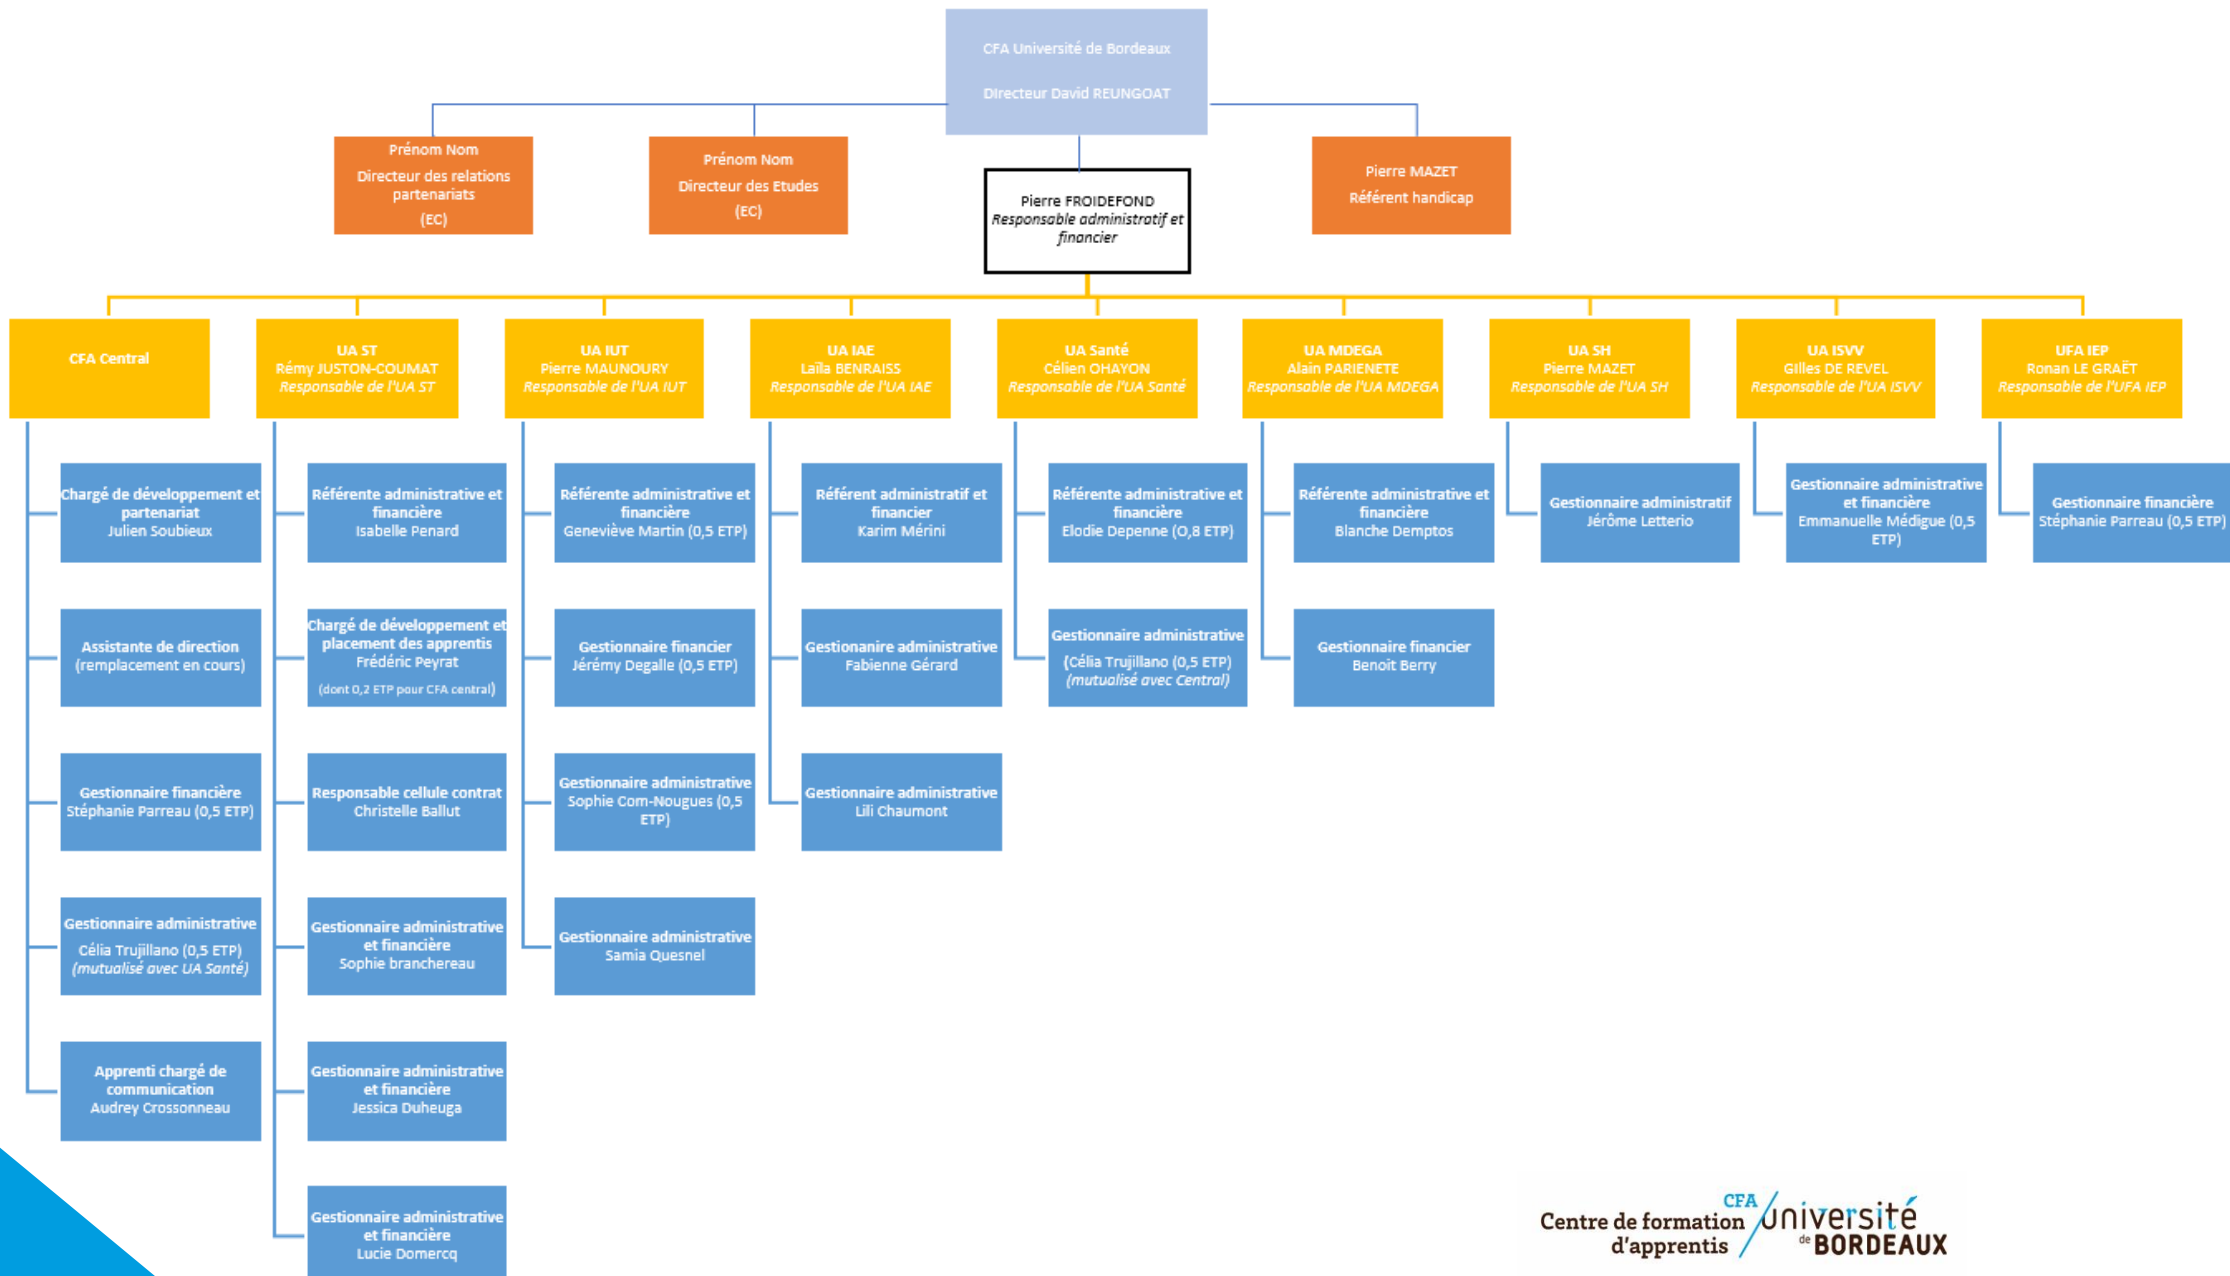 CFA Université de Bordeaux
Directeur David REUNGOAT
Prénom Nom
Directeur des relations
partenariats
(EC)
Prénom Nom
Directeur des Etudes
(EC)
Pierre FROIDEFOND
Responsable administratif et
financier
Pierre MAZET
Référent handicap
CFA Central
UA ST
Rémy JUSTON-COUMAT
Responsable de l'UA ST
UA IUT
Pierre MAUNOURY
Responsable de l'UA IUT
UA IAE
Laïla BENRAISS
Responsable de l'UA IAE
UA Santé
Célien OHAYON
Responsable de l'UA Santé
UA MDEGA
Alain PARIENETE
Responsable de l'UA MDEGA
UA SH
Pierre MAZET
Responsable de l'UA SH
UA ISVV
Gilles DE REVEL
Responsable de l'UA ISVV
UFA IEP
Ronan LE GRAËT
Responsable de l'UFA IEP
Chargé de développement et
partenariat
Julien Soubieux
Référente administrative et
financière
Isabelle Penard
Référente administrative et
financière
Geneviève Martin (0,5 ETP)
Référent administratif et
financier
Karim Mérini
Référente administrative et
financière
Elodie Depenne (O,8 ETP)
Référente administrative et
financière
Blanche Demptos
Gestionnaire administratif
Jérôme Letterio
Gestionnaire administrative
et financière
Emmanuelle Médigue (0,5
ETP)
Gestionnaire financière
Stéphanie Parreau (0,5 ETP)
Assistante de direction
(remplacement en cours)
Chargé de développement et
placement des apprentis
Frédéric Peyrat
(dont 0,2 ETP pour CFA central)
Gestionnaire financier
Jérémy Degalle (0,5 ETP)
Gestionanire administrative
Fabienne Gérard
Gestionnaire administrative
(Célia Trujillano (0,5 ETP)
(mutualisé avec Central)
Gestionnaire financier
Benoit Berry
Gestionnaire financière
Stéphanie Parreau (0,5 ETP)
Responsable cellule contrat
Christelle Ballut
Gestionnaire administrative
Sophie Com-Nougues (0,5
ETP)
Gestionnaire administrative
Lili Chaumont
Gestionnaire administrative
Célia Trujillano (0,5 ETP)
(mutualisé avec UA Santé)
Gestionnaire administrative
et financière
Sophie branchereau
Gestionnaire administrative
Samia Quesnel
Apprenti chargé de
communication
Audrey Crossonneau
Gestionnaire administrative
et financière
Jessica Duheuga
Gestionnaire administrative
et financière
Lucie Domercq
CFA
Centre de formation
d'apprentis
université
de BORDEAUX